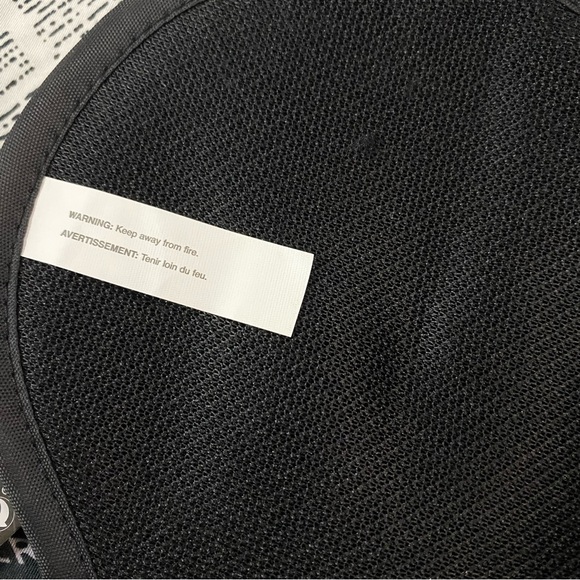 WARNING: Keep away from fire.
AVERTISSEMENT: Tenir loin du feu.